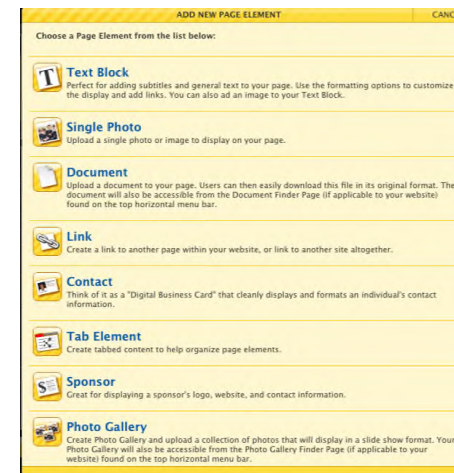 ADD NEW PAGE ELEMENT
CANC
Choose a Page Element from the list below:
Text Block
Perfect for adding subtitles and general text to your page. Use the formatting options to customize
the display and add links. You can also ad an image to your Text Block.
Single Photo
Upload a single photo or image to display on your page.
Document
Upload a document to your page. Users can then easily download this file in its original format. The
document will also be accessible from the Document Finder Page (if applicable to your website)
found on the top horizontal menu bar.
Link
Create a link to another page within your website, or link to another site altogether.
Contact
Think of it as a "Digital Business Card" that cleanly displays and formats an individual's contact
information.
Tab Element
Create tabbed content to help organize page elements.
Sponsor
Great for displaying a sponsor's logo, website, and contact information.
Photo Gallery
Create Photo Gallery and upload a collection of photos that will display in a slide show format. Your
Photo Gallery will also be accessible from the Photo Gallery Finder Page (if applicable to your
website) found on the top horizontal menu bar.